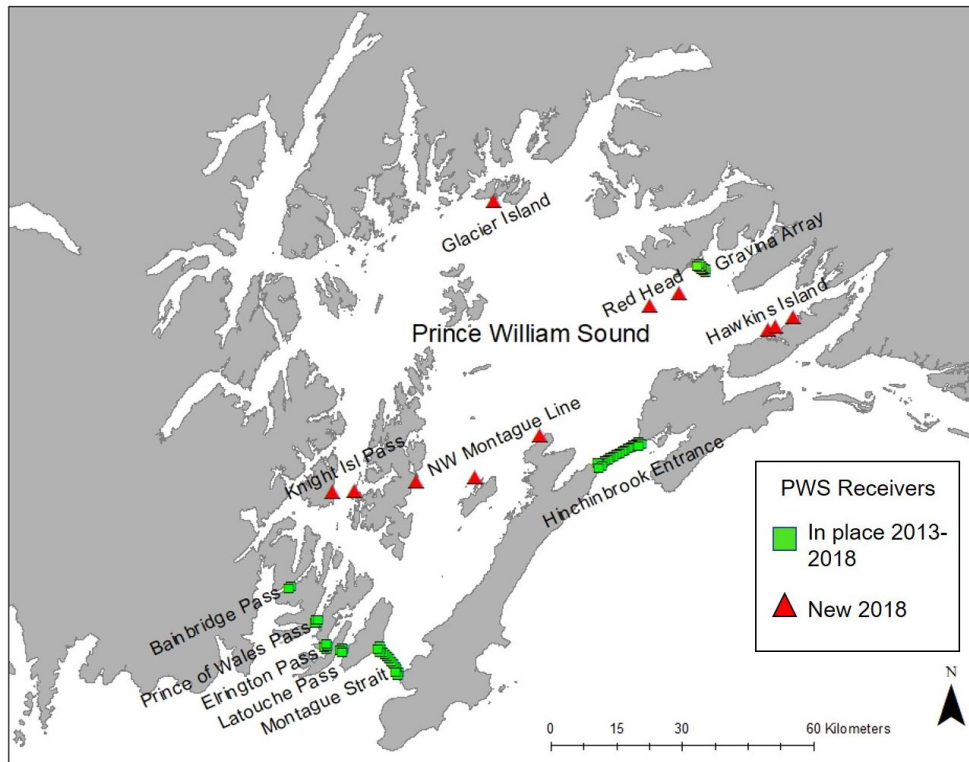 Glacier Island
Gravina Array
Red Head
Hawkins Island
Prince William Sound
NW Montague Line
Knight Isl Pass
Hinchinbrook Entrance
PWS Receivers
In place 2013-
2018
New 2018
Bainbridge Pass
Prince of Wales Pass
Elrington Pass
Latouche Pass
Montague Strait
N
0 15 30 60 Kilometers